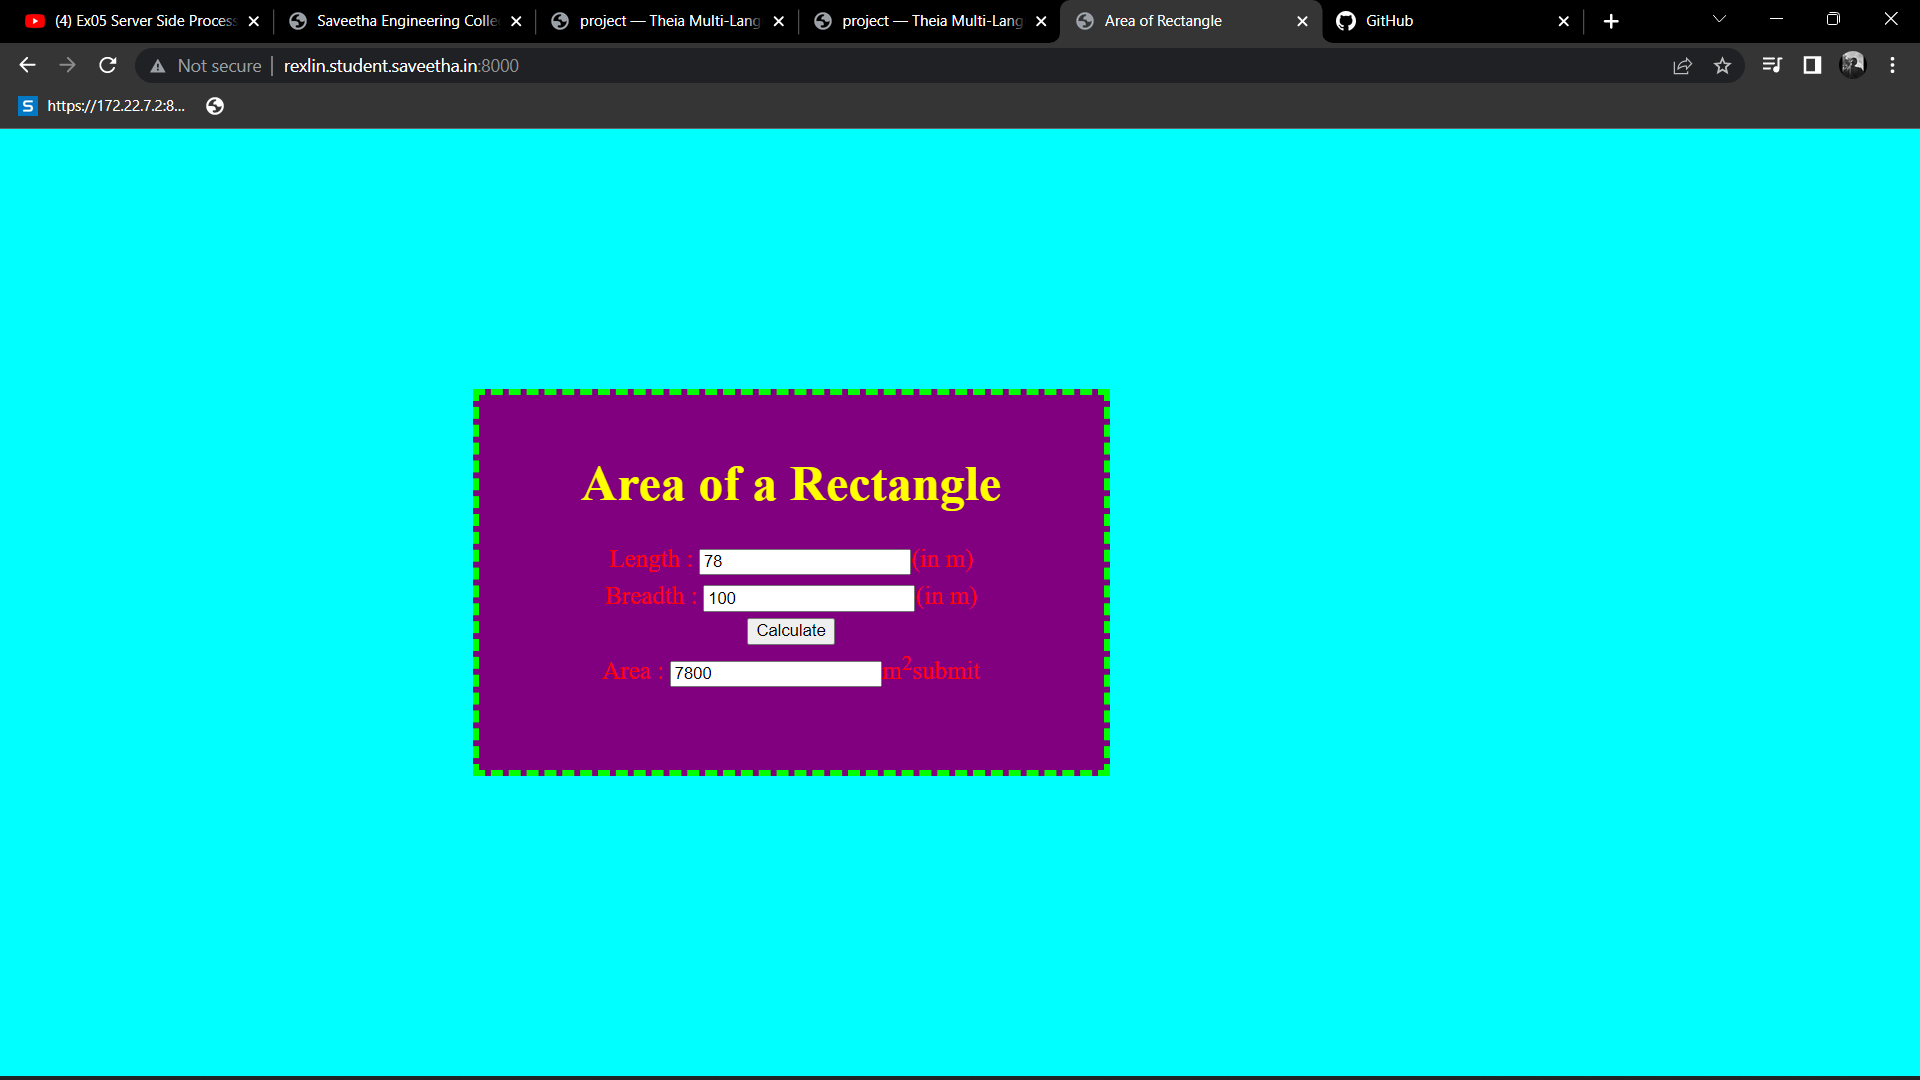 (4) Ex05 Server Side Process
Saveetha Engineering Colle
project — Theia Multi-Lang
project — Theia Multi-Lang
Area of Rectangle
GitHub
Not secure
rexlin.student.saveetha.in:8000
S
https://172.22.7.2:8...
Area of a Rectangle
Length : 78 (in m)
Breadth : 100 (in m)
Calculate
Area : 7800 m²submit